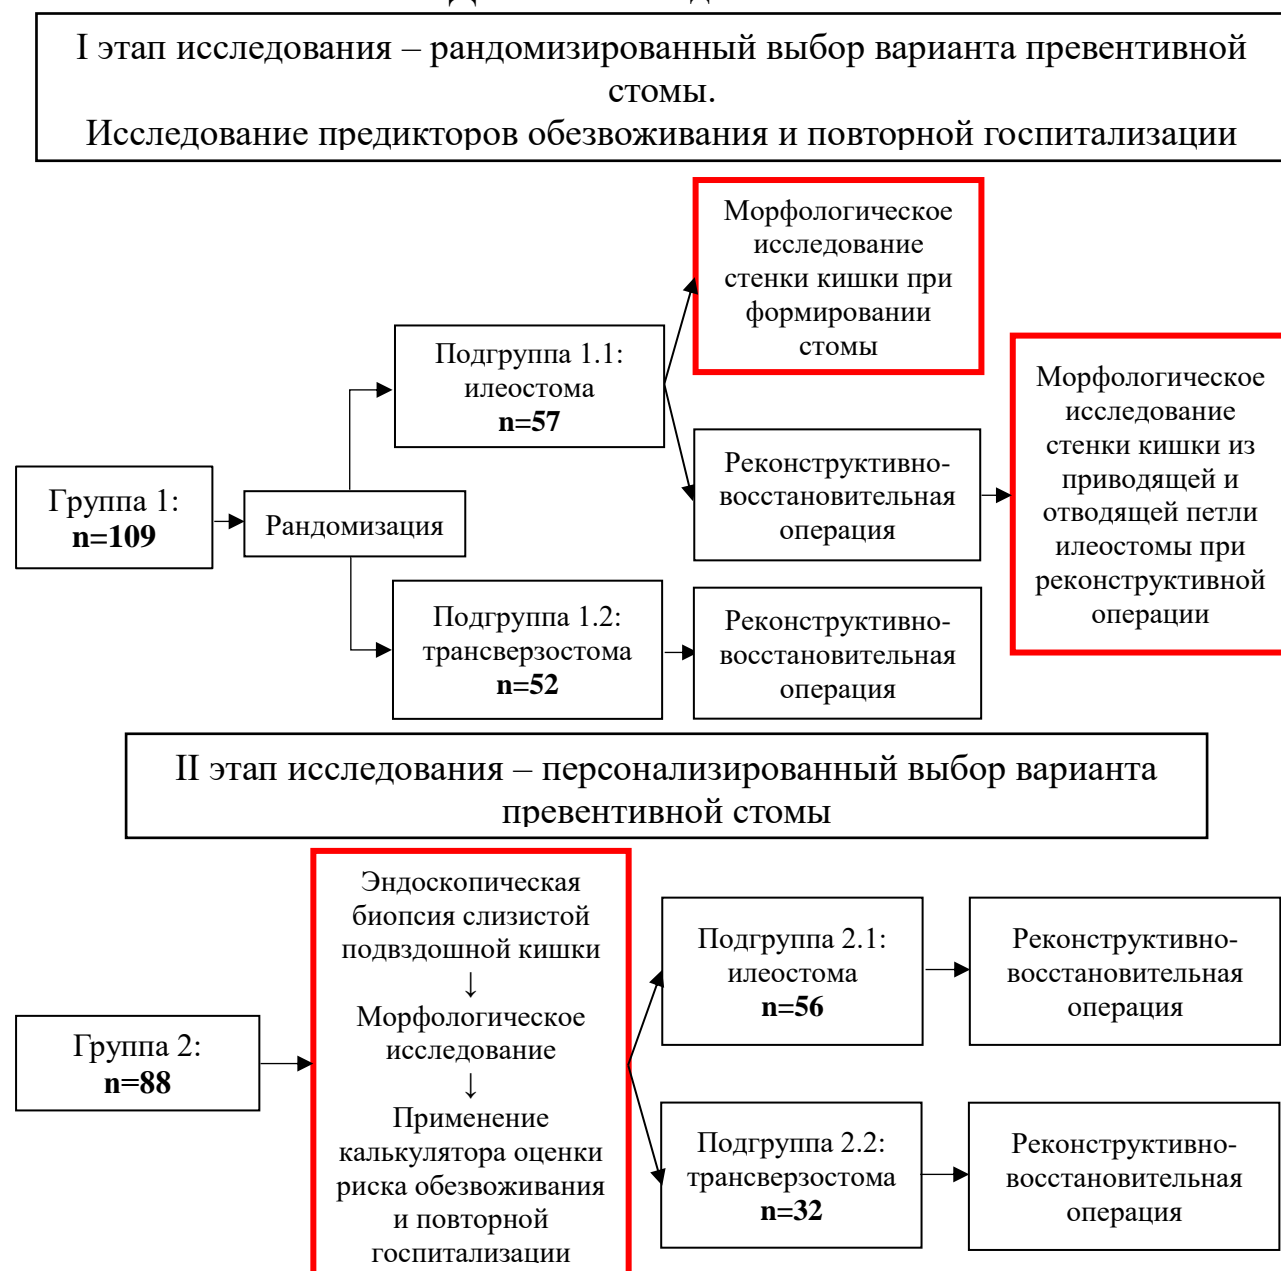 I этап исследования – рандомизированный выбор варианта превентивной
стомы.
Исследование предикторов обезвоживания и повторной госпитализации
Морфологическое
исследование
стенки кишки при
формировании
стомы
Подгруппа 1.1:
илеостома
n=57
Морфологическое
исследование
стенки кишки из
приводящей и
отводящей петли
илеостомы при
реконструктивной
операции
Реконструктивно-
восстановительная
операция
Группа 1:
n=109
Рандомизация
Подгруппа 1.2:
трансверзостома
n=52
Реконструктивно-
восстановительная
операция
II этап исследования – персонализированный выбор варианта
превентивной стомы
Эндоскопическая
биопсия слизистой
подвздошной кишки
↓
Морфологическое
исследование
↓
Применение
калькулятора оценки
риска обезвоживания
и повторной
госпитализации
Подгруппа 2.1:
илеостома
n=56
Реконструктивно-
восстановительная
операция
Группа 2:
n=88
Подгруппа 2.2:
трансверзостома
n=32
Реконструктивно-
восстановительная
операция